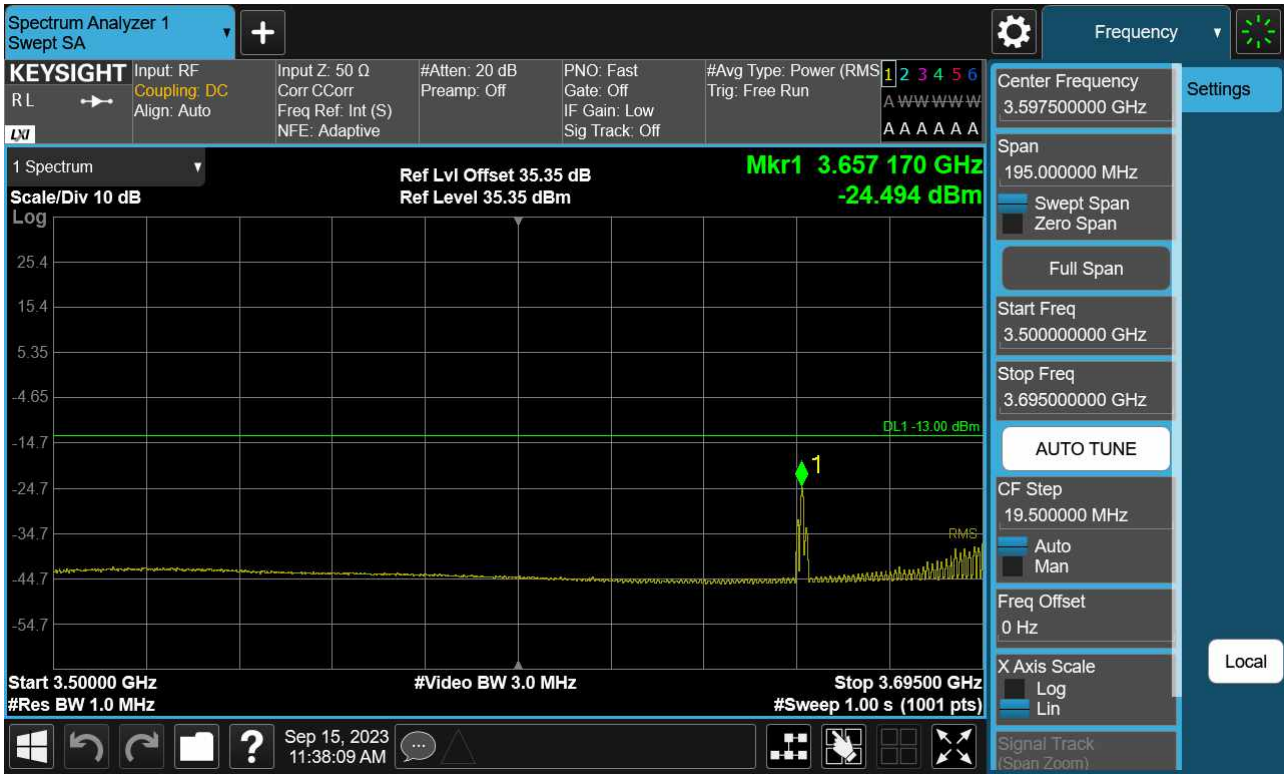 Spectrum Analyzer 1
Swept SA
+
Frequency
KEYSIGHT
R L
LXI
Input: RF
Coupling: DC
Align: Auto
Input Z: 50 Ω
Corr CCorr
Freq Ref: Int (S)
NFE: Adaptive
#Atten: 20 dB
Preamp: Off
PNO: Fast
Gate: Off
IF Gain: Low
Sig Track: Off
#Avg Type: Power (RMS
Trig: Free Run
1 2 3 4 5 6
A W W W W W
A A A A A A
1 Spectrum
Scale/Div 10 dB
Log
Ref Lvl Offset 35.35 dB
Ref Level 35.35 dBm
Mkr1 3.657 170 GHz
-24.494 dBm
25.4
15.4
5.35
-4.65
-14.7
-24.7
-34.7
-44.7
-54.7
DL1 -13.00 dBm
1
RMS
Start 3.50000 GHz
#Res BW 1.0 MHz
#Video BW 3.0 MHz
Stop 3.69500 GHz
#Sweep 1.00 s (1001 pts)
Center Frequency
3.597500000 GHz
Span
195.000000 MHz
Swept Span
Zero Span
Full Span
Start Freq
3.500000000 GHz
Stop Freq
3.695000000 GHz
AUTO TUNE
CF Step
19.500000 MHz
Auto
Man
Freq Offset
0 Hz
X Axis Scale
Log
Lin
Signal Track
(Span Zoom)
Settings
Local
?
Sep 15, 2023
11:38:09 AM